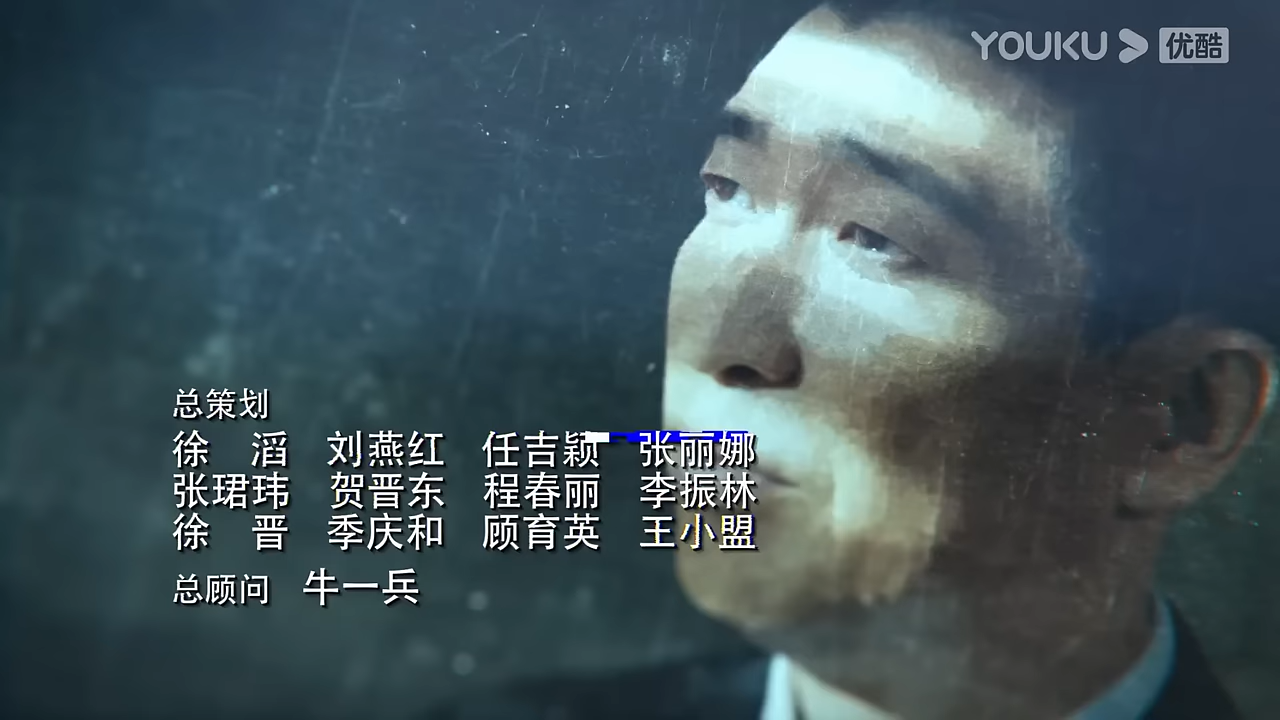 YOUKU 优酷
总策划
徐 滔 刘燕红 任吉颖 张丽娜
张珺玮 贺晋东 程春丽 李振林
徐 晋 季庆和 顾育英 王小盟
总顾问 牛一兵